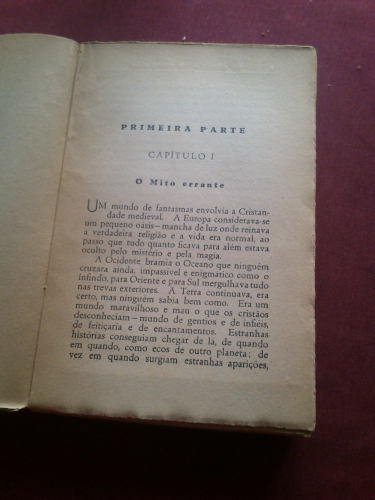 PRIMEIRA PARTE
CAPÍTULO I
O Mito errante
UM mundo de fantasmas envolvia a Cristan-
dade medieval. A Europa considerava-se
um pequeno oásis—mancha de luz onde reinava
a verdadeira religião e a vida era normal, ao
passo que tudo quanto ficava para além estava
oculto pelo mistério e pela magia.
A Ocidente bramia o Oceano que ninguém
cruzara ainda, impassível e enigmático como o
infindo, para Oriente e para Sul mergulhava tudo
nas trevas exteriores. A Terra continuava, era
certo, mas ninguém sabia bem como. Era um
mundo maravilhoso e mau o que os cristãos
desconheciam—mundo de gentios e de infiéis,
de feitiçaria e de encantamentos. Estranhas
histórias conseguiam chegar de lá, de quando
em quando, como ecos de outro planeta; de
vez em quando surgiam estranhas aparições,